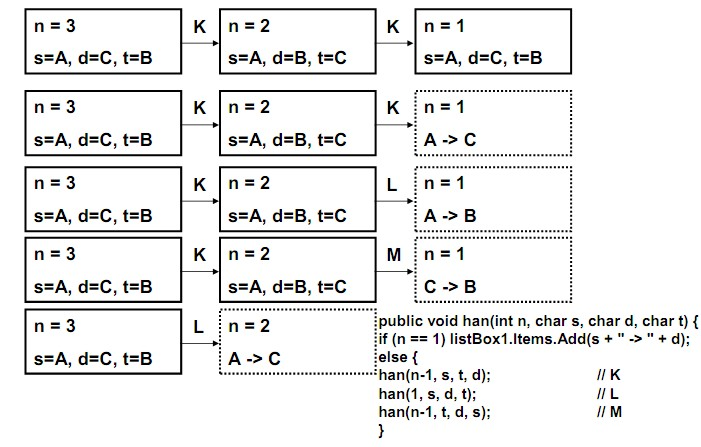 n = 3 K n = 2 K n = 1
s=A, d=C, t=B s=A, d=B, t=C s=A, d=C, t=B
n = 3 K n = 2 K n = 1
s=A, d=C, t=B s=A, d=B, t=C A -> C
n = 3 K n = 2 L n = 1
s=A, d=C, t=B s=A, d=B, t=C A -> B
n = 3 K n = 2 M n = 1
s=A, d=C, t=B s=A, d=B, t=C C -> B
n = 3 L n = 2
s=A, d=C, t=B A -> C
public void han(int n, char s, char d, char t) {
if (n == 1) listBox1.Items.Add(s + " -> " + d);
else {
han(n-1, s, t, d); // K
han(1, s, d, t); // L
han(n-1, t, d, s); // M
}